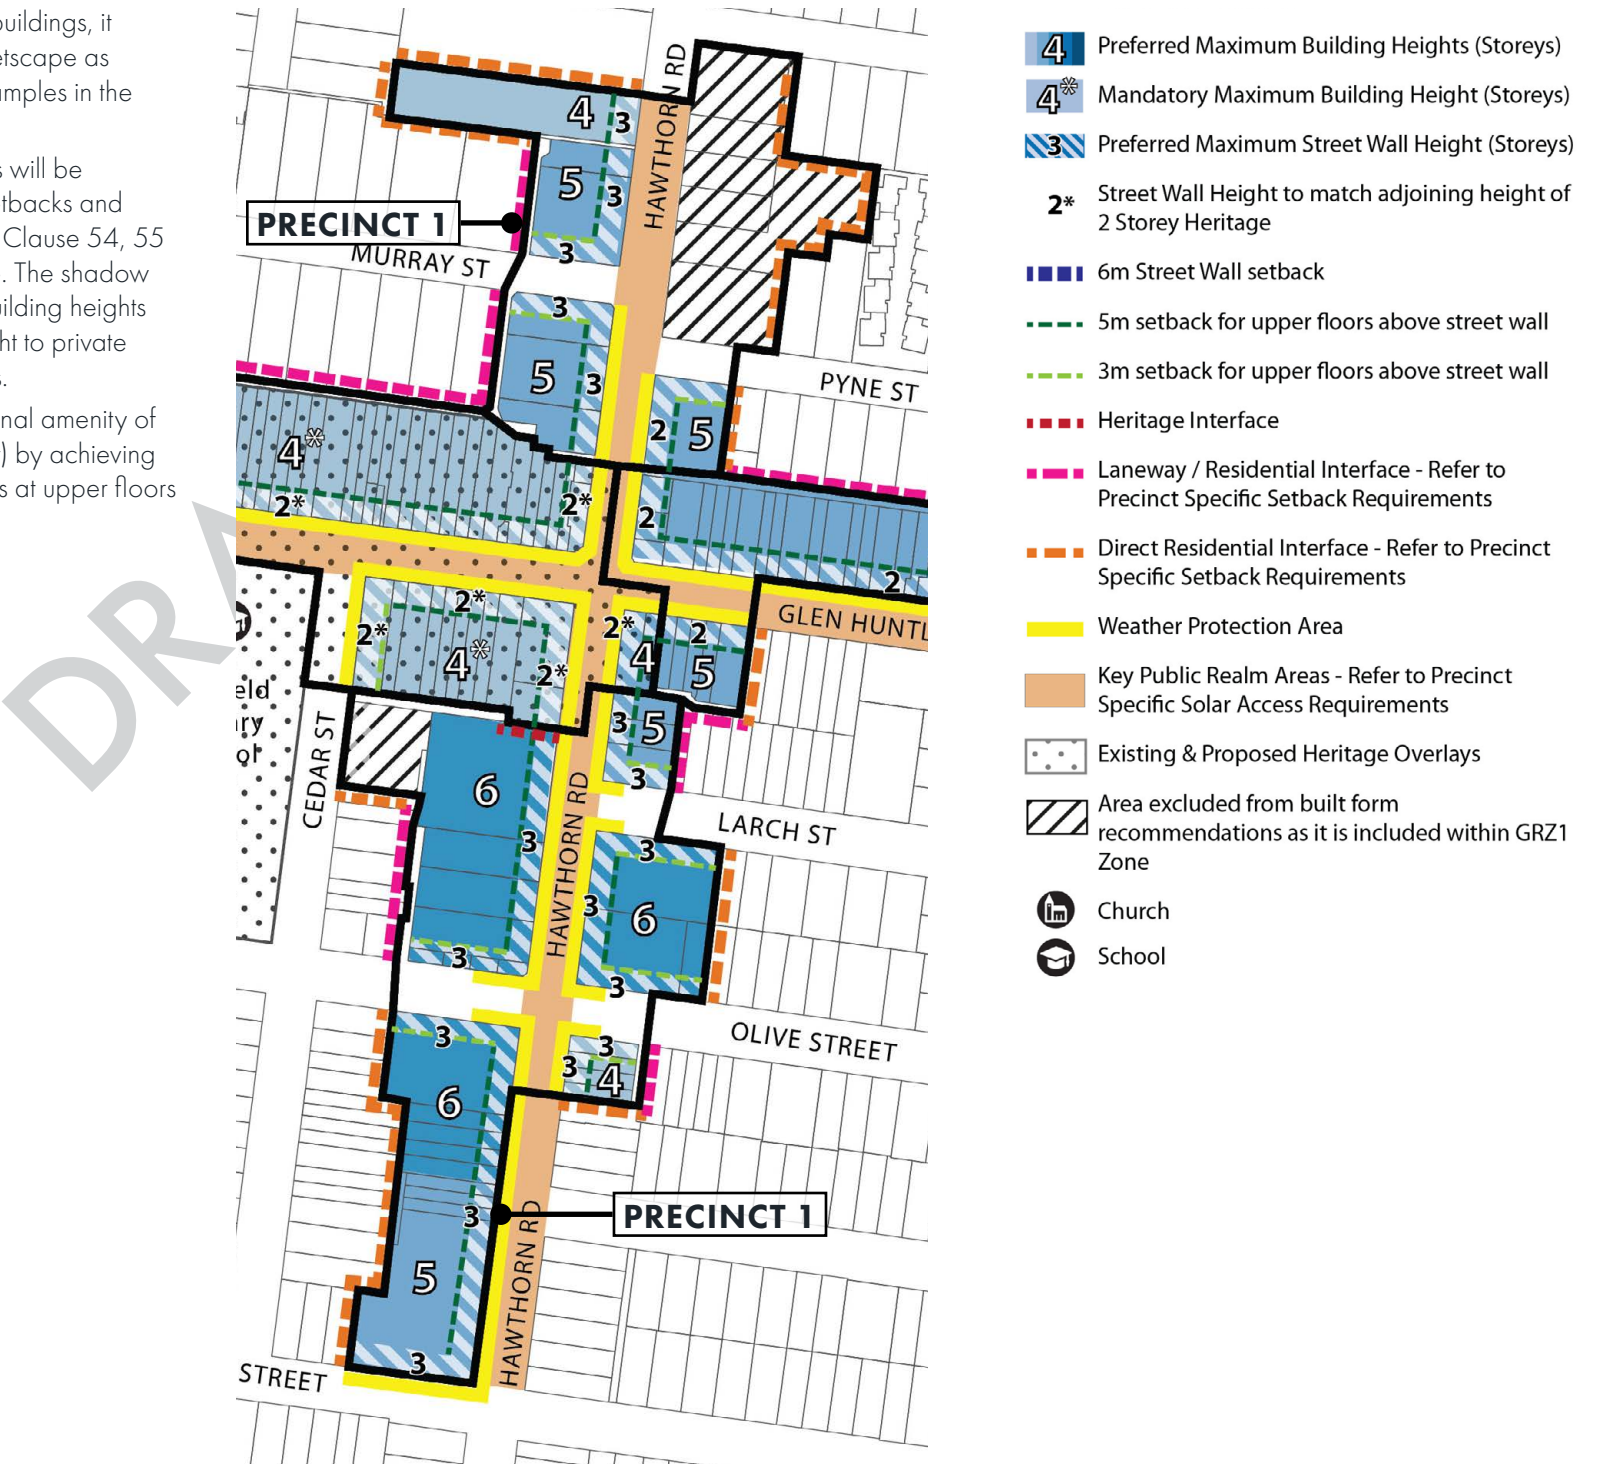 buildings, it
etscape as
amples in the
s will be
etbacks and
Clause 54, 55
. The shadow
uilding heights
ht to private
s.
nal amenity of
) by achieving
s at upper floors
DRA
PRECINCT 1
MURRAY ST
HAWTHORN RD
4
3
5
3
3
3
5
3
PYNE ST
2
5
4*
2*
2*
2
2
GLEN HUNTL
2*
2*
4*
2*
2*
4
2
5
3
5
3
eld
ry
ol
CEDAR ST
6
3
3
HAWTHORN RD
LARCH ST
3
3
6
3
OLIVE STREET
3
6
3
3
4
3
5
3
PRECINCT 1
HAWTHORN RD
STREET
4 Preferred Maximum Building Heights (Storeys)
4* Mandatory Maximum Building Height (Storeys)
3 Preferred Maximum Street Wall Height (Storeys)
2* Street Wall Height to match adjoining height of
2 Storey Heritage
6m Street Wall setback
5m setback for upper floors above street wall
3m setback for upper floors above street wall
Heritage Interface
Laneway / Residential Interface - Refer to
Precinct Specific Setback Requirements
Direct Residential Interface - Refer to Precinct
Specific Setback Requirements
Weather Protection Area
Key Public Realm Areas - Refer to Precinct
Specific Solar Access Requirements
Existing & Proposed Heritage Overlays
Area excluded from built form
recommendations as it is included within GRZ1
Zone
Church
School